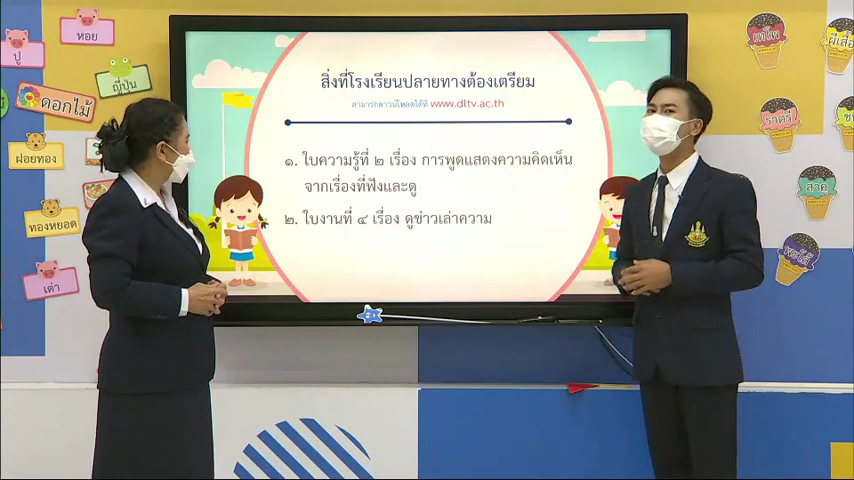 สิ่งที่โรงเรียนปลายทางต้องเตรียม
สามารถดาวน์โหลดได้ที่ www.dltv.ac.th
๑. ใบความรู้ที่ ๒ เรื่อง การพูดแสดงความคิดเห็น
จากเรื่องที่ฟังและดู
๒. ใบงานที่ ๔ เรื่อง ดูข่าวเล่าความ
หอย
ปู
ญี่ปุ่น
ดอกไม้
ฝอยทอง
ทองหยอด
เต่า
เทโพ
ผีเสื้อ
ราตรี
สาคู